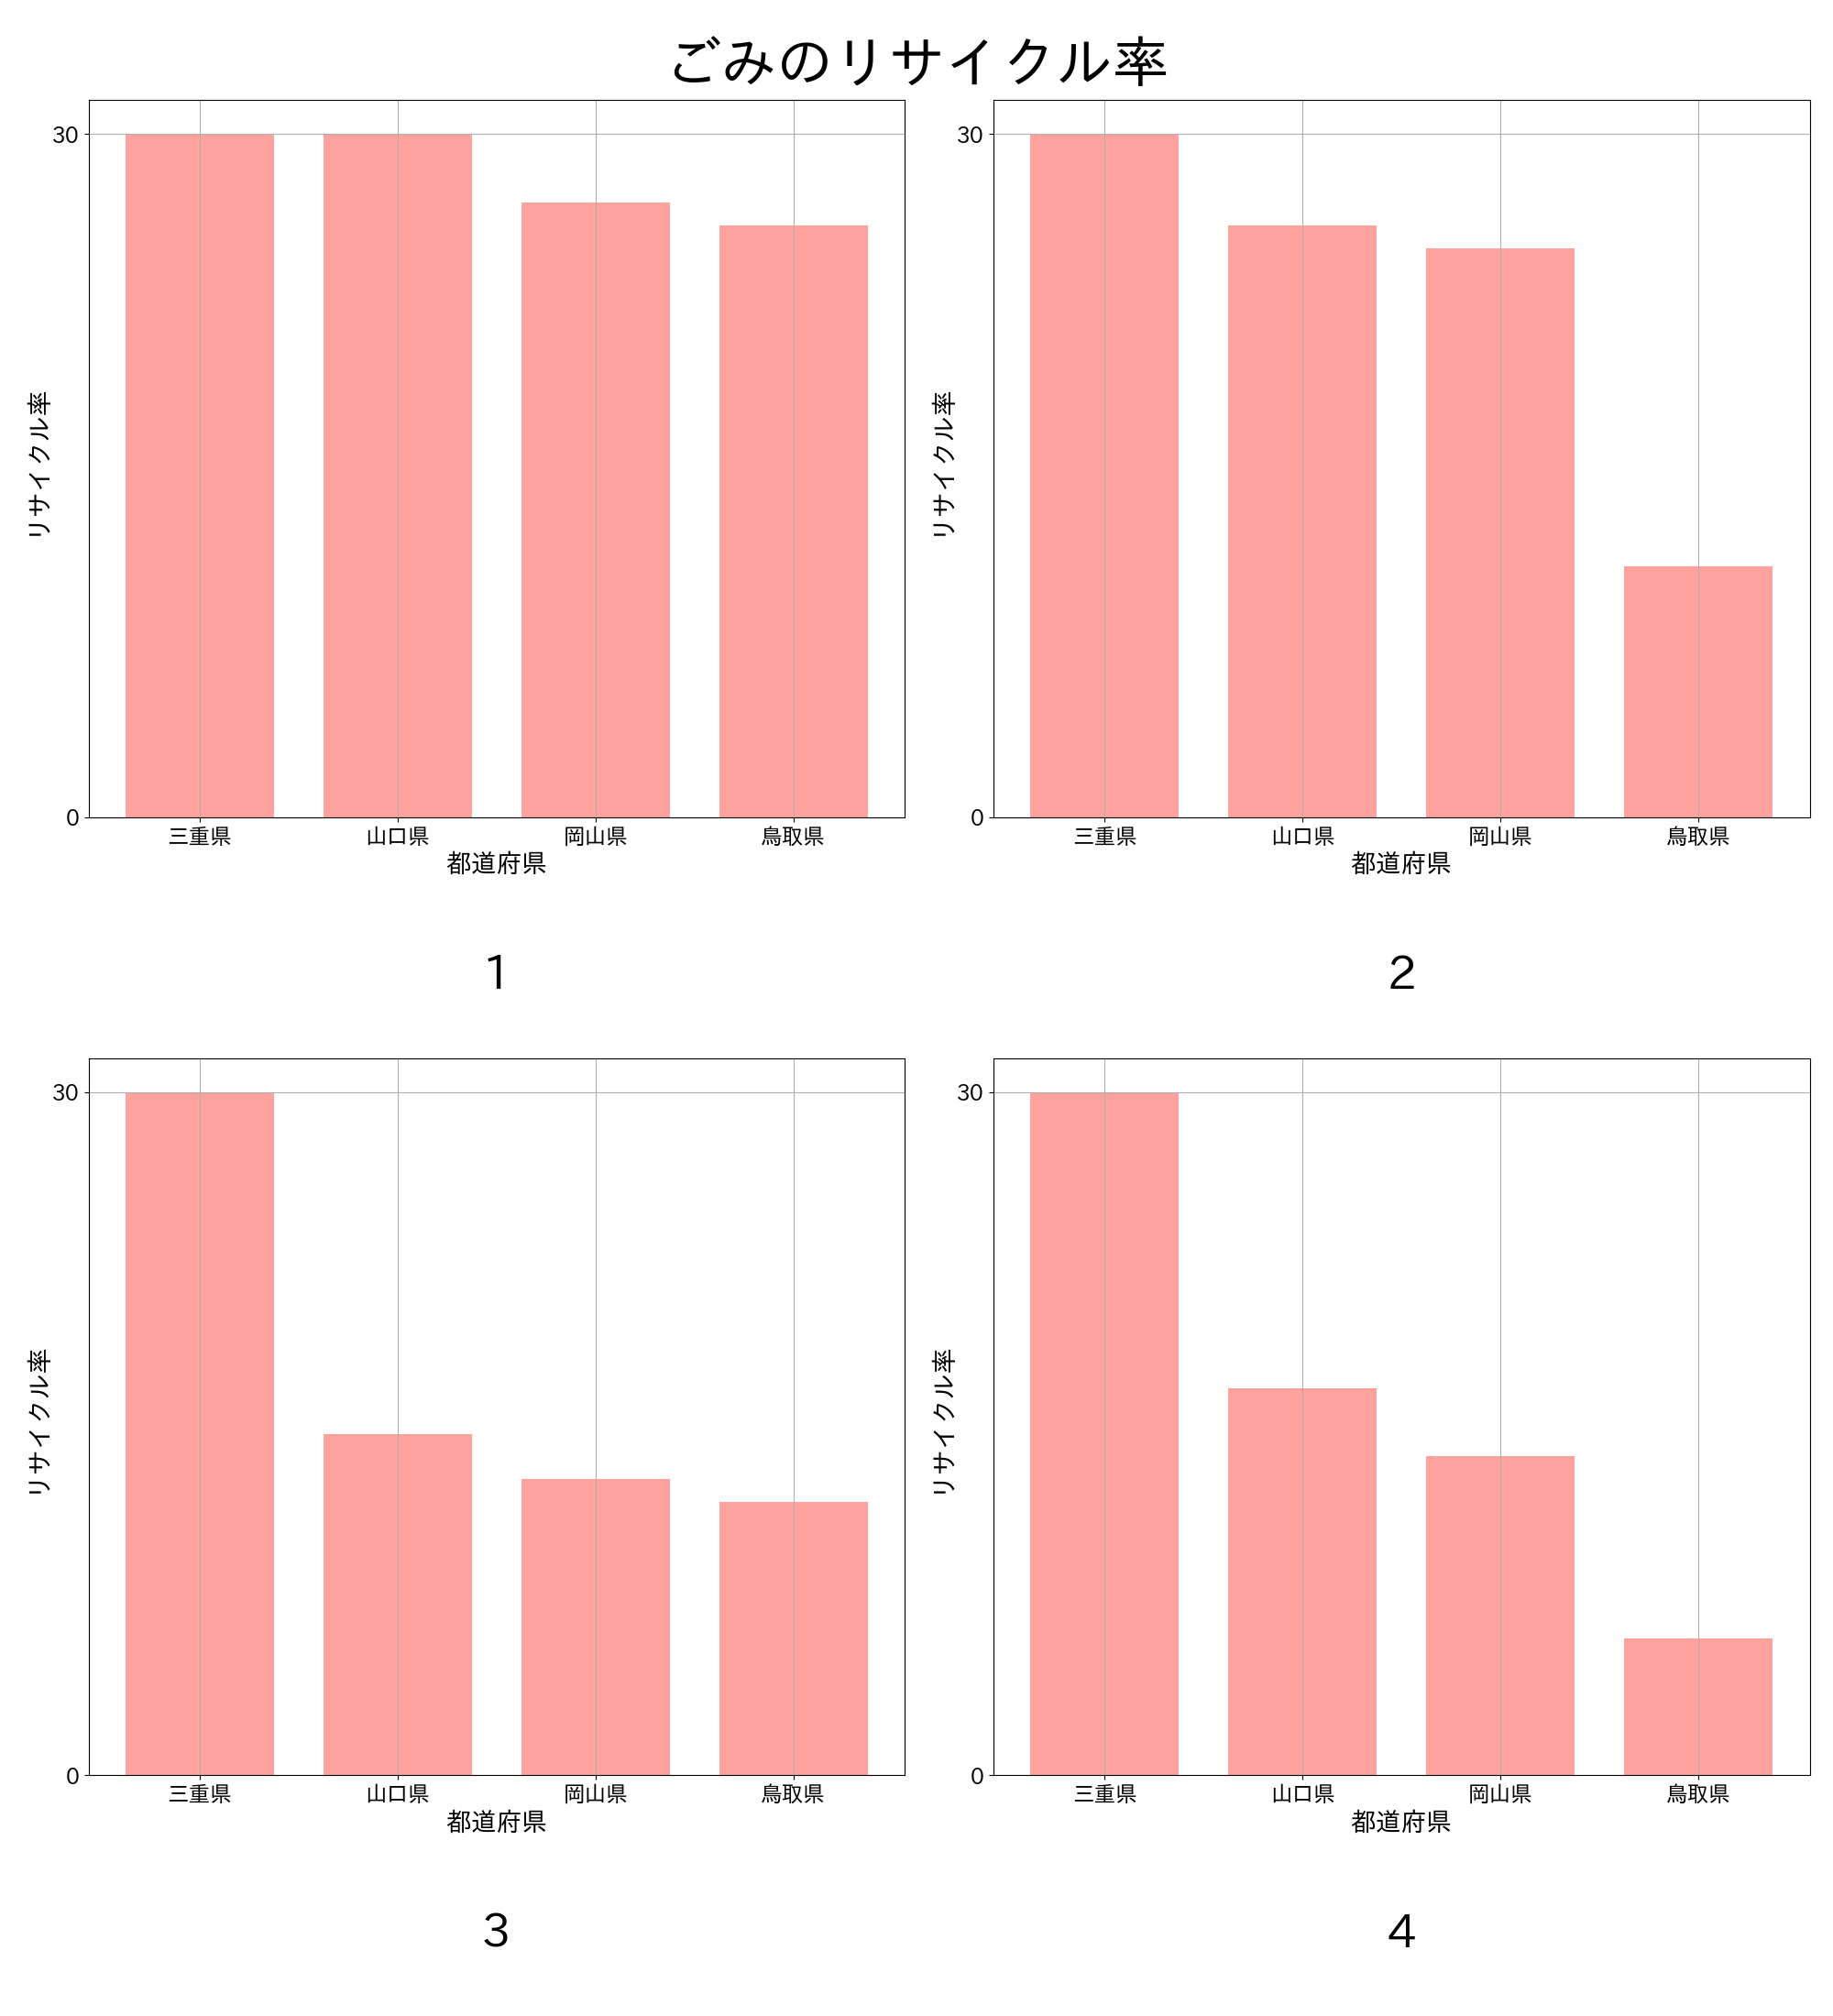 ごみのリサイクル率
30
0
リサイクル率
三重県 山口県 岡山県 鳥取県
都道府県
1
30
0
リサイクル率
三重県 山口県 岡山県 鳥取県
都道府県
2
30
0
リサイクル率
三重県 山口県 岡山県 鳥取県
都道府県
3
30
0
リサイクル率
三重県 山口県 岡山県 鳥取県
都道府県
4